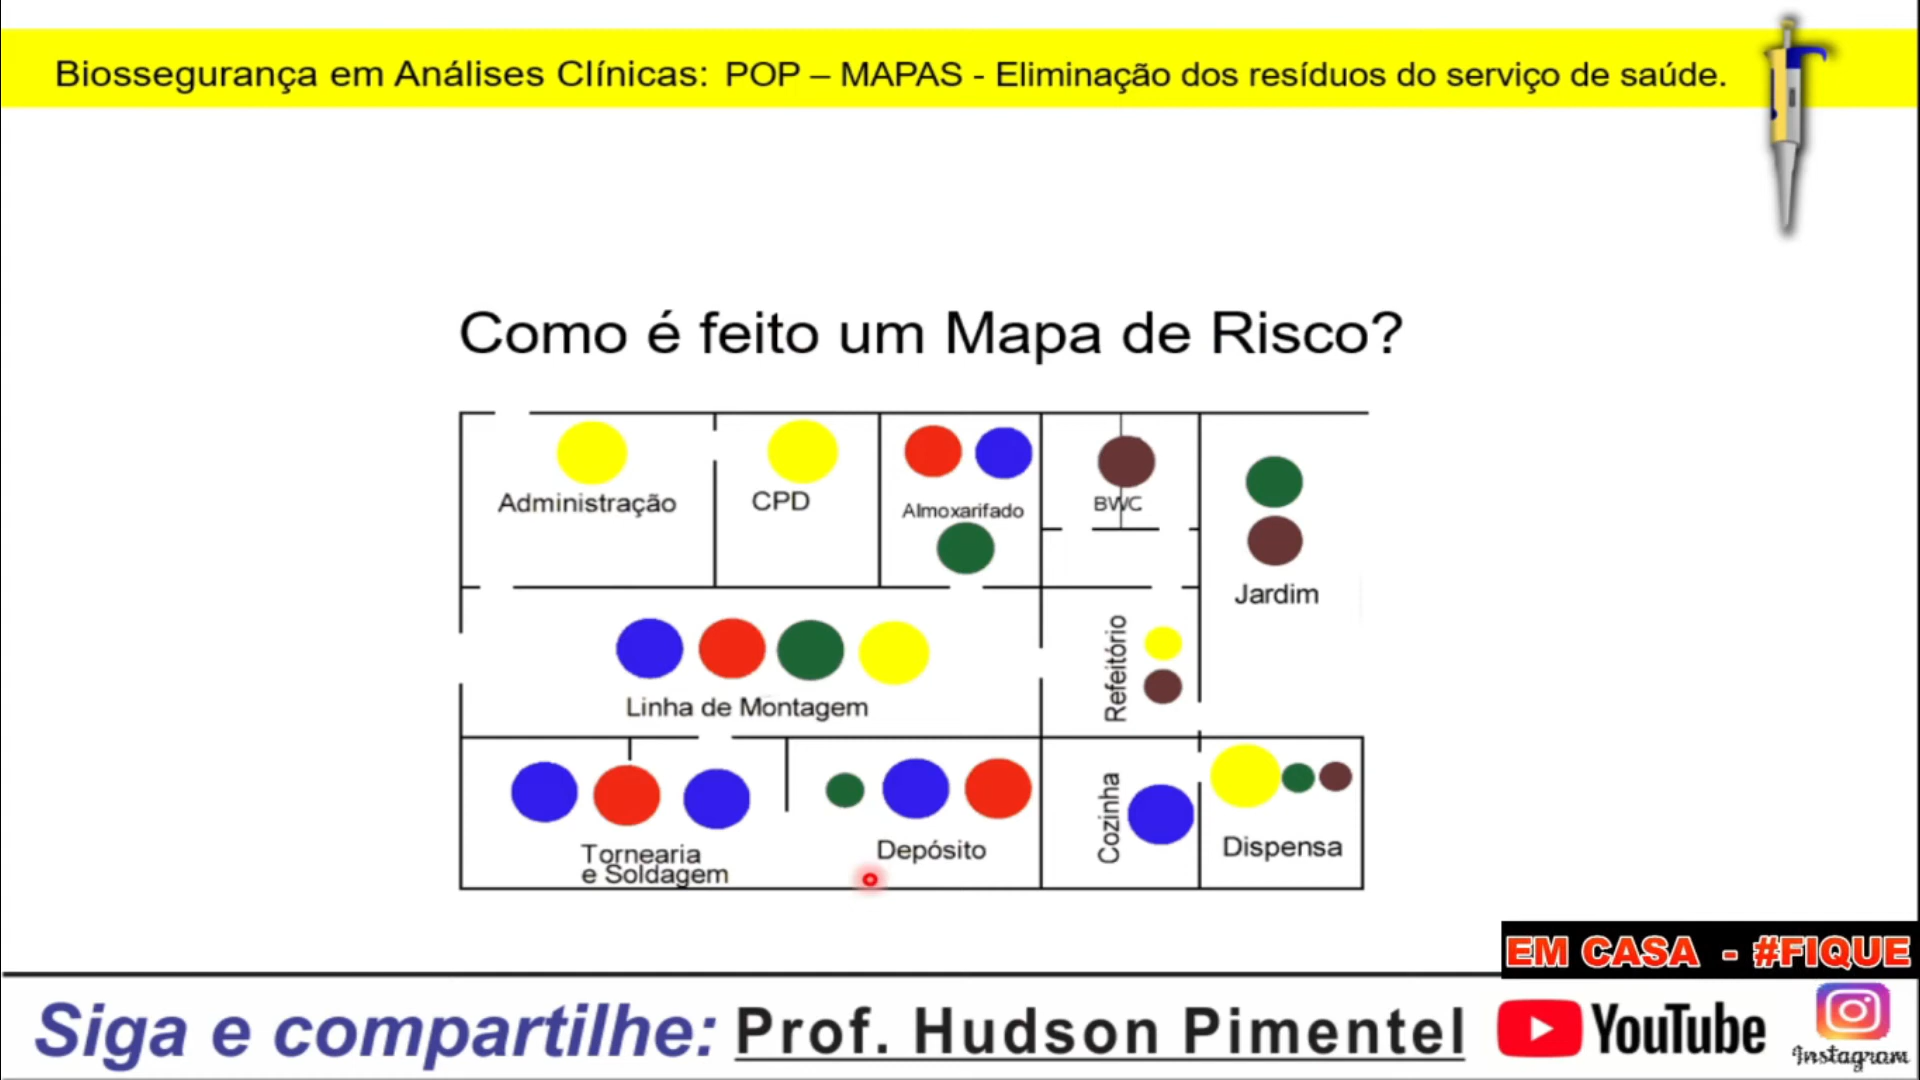 Biossegurança em Análises Clínicas: POP – MAPAS - Eliminação dos resíduos do serviço de saúde.
Como é feito um Mapa de Risco?
Administração
CPD
Almoxarifado
BWC
Jardim
Linha de Montagem
Refeitório
Tornearia
e Soldagem
Depósito
Cozinha
Dispensa
EM CASA - #FIQUE
Siga e compartilhe: Prof. Hudson Pimentel
YouTube
Instagram